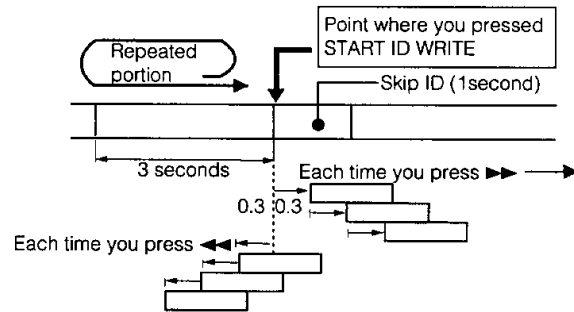 Point where you pressed
START ID WRITE
Repeated
portion
Skip ID (1second)
3 seconds
Each time you press ▶▶
0.3 0.3
Each time you press ◀◀